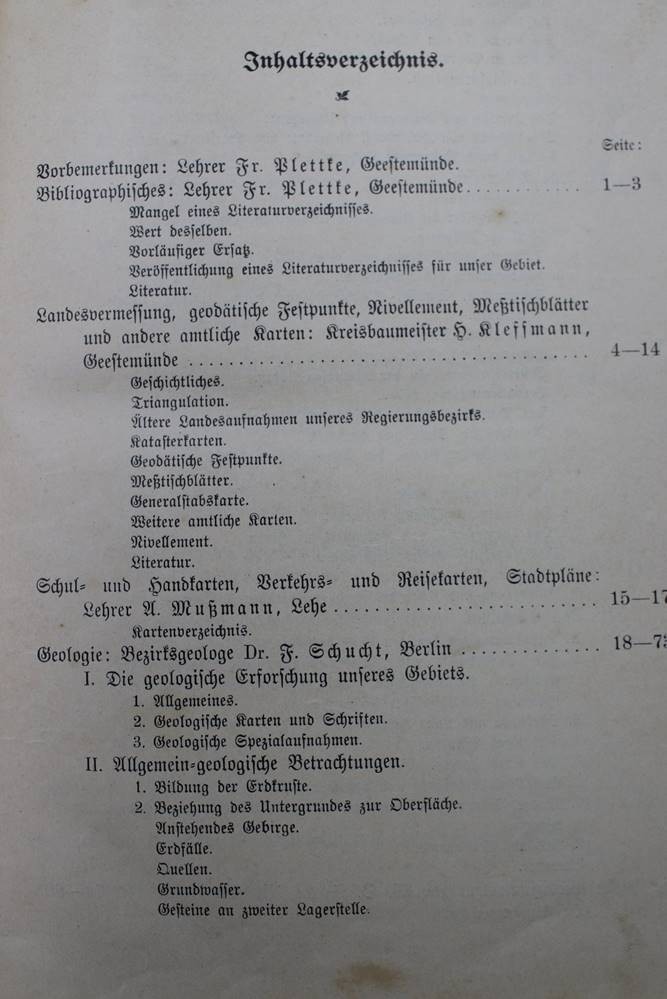 Inhaltsverzeichnis.
Seite:
Vorbemerkungen: Lehrer Fr. Plettke, Geestemünde.
Bibliographisches: Lehrer Fr. Plettke, Geestemünde . . . . . . . . . . 1—3
Mangel eines Literaturverzeichnisses.
Wert desselben.
Vorläufiger Ersatz.
Veröffentlichung eines Literaturverzeichnisses für unser Gebiet.
Literatur.
Landesvermessung, geodätische Festpunkte, Nivellement, Meßtischblätter
und andere amtliche Karten: Kreisbaumeister H. Kleffmann,
Geestemünde . . . . . . . . . . . . . . . . . . . . . . . . . . . . . . . . . . . 4—14
Geschichtliches.
Triangulation.
Ältere Landesaufnahmen unseres Regierungsbezirks.
Katasterkarten.
Geodätische Festpunkte.
Meßtischblätter.
Generalstabskarte.
Weitere amtliche Karten.
Nivellement.
Literatur.
Schul- und Handkarten, Verkehrs- und Reisekarten, Stadtpläne:
Lehrer A. Mußmann, Lehe . . . . . . . . . . . . . . . . . . . . . . . 15—17
Kartenverzeichnis.
Geologie: Bezirksgeologe Dr. F. Schucht, Berlin . . . . . . . . . . . . 18—73
I. Die geologische Erforschung unseres Gebiets.
1. Allgemeines.
2. Geologische Karten und Schriften.
3. Geologische Spezialaufnahmen.
II. Allgemein-geologische Betrachtungen.
1. Bildung der Erdkruste.
2. Beziehung des Untergrundes zur Oberfläche.
Anstehendes Gebirge.
Erdfälle.
Quellen.
Grundwasser.
Gesteine an zweiter Lagerstelle.